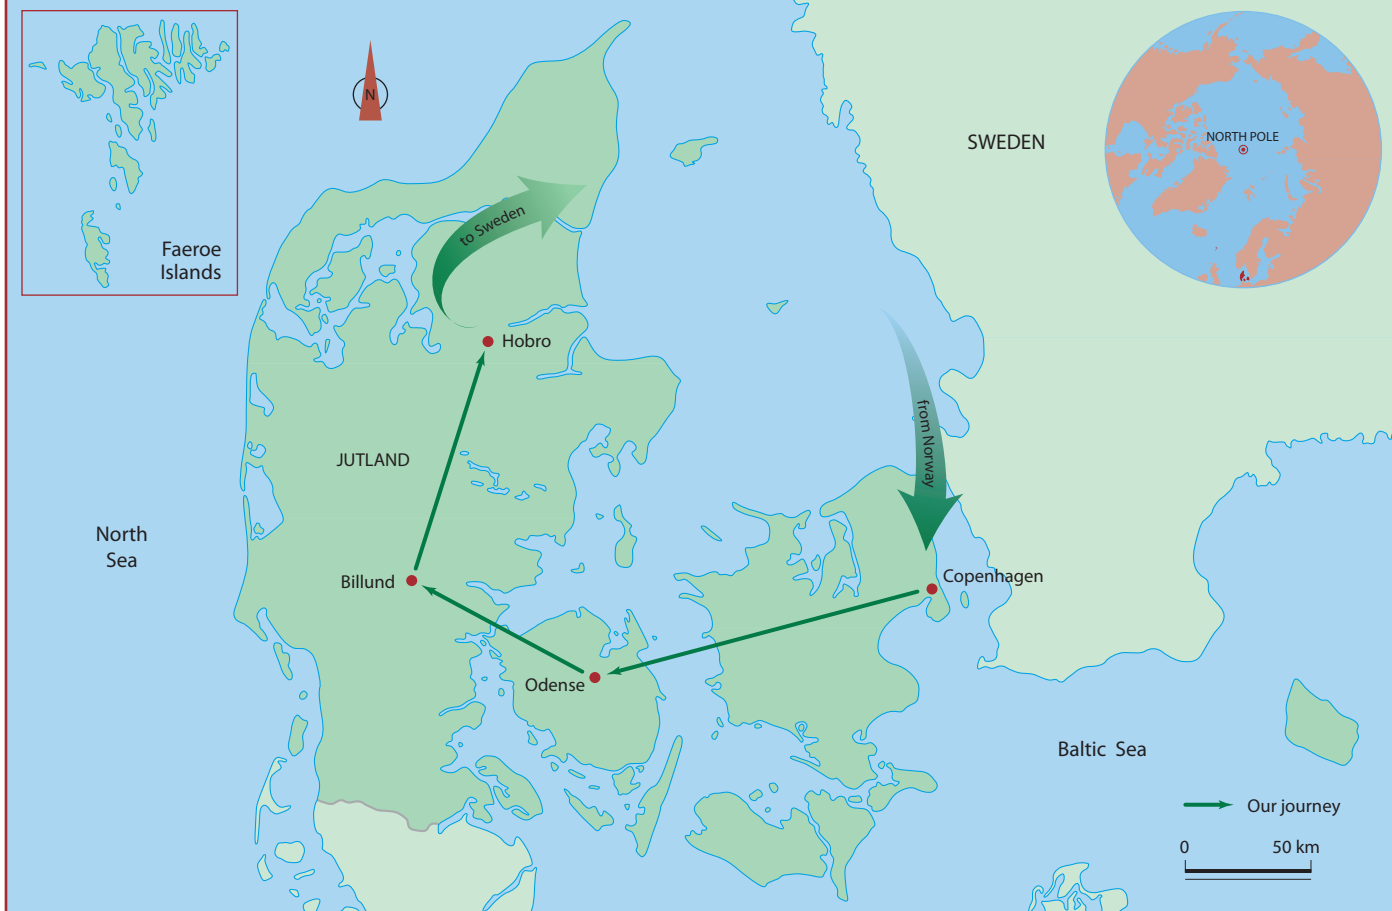 N
SWEDEN
NORTH POLE
Faeroe
Islands
to Sweden
Hobro
from Norway
JUTLAND
North
Sea
Billund
Copenhagen
Odense
Baltic Sea
Our journey
0 50 km